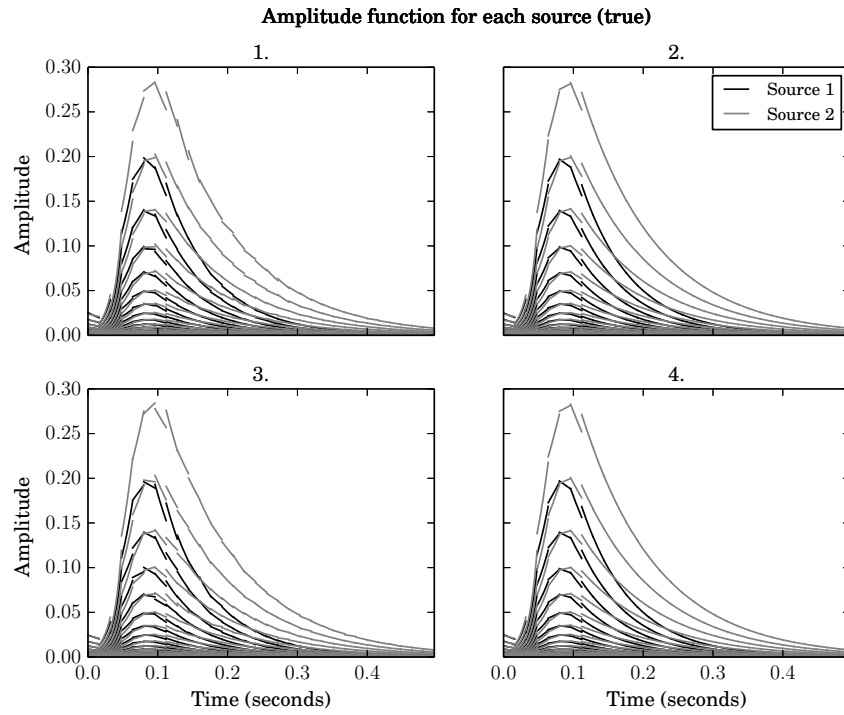 Amplitude function for each source (true)
1.
2.
0.30
0.25
0.20
0.15
0.10
0.05
0.00
Amplitude
Source 1
Source 2
3.
4.
0.30
0.25
0.20
0.15
0.10
0.05
0.00
Amplitude
0.0 0.1 0.2 0.3 0.4
0.0 0.1 0.2 0.3 0.4
Time (seconds)
Time (seconds)